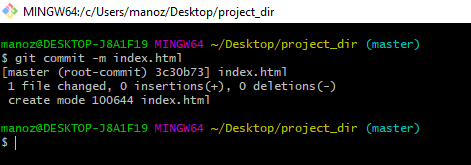 MINGW64:/c/Users/manoz/Desktop/project_dir
manoz@DESKTOP-J8A1F19 MINGW64 ~/Desktop/project_dir (master)
$ git commit -m index.html
[master (root-commit) 3c30b73] index.html
 1 file changed, 0 insertions(+), 0 deletions(-)
 create mode 100644 index.html
manoz@DESKTOP-J8A1F19 MINGW64 ~/Desktop/project_dir (master)
$